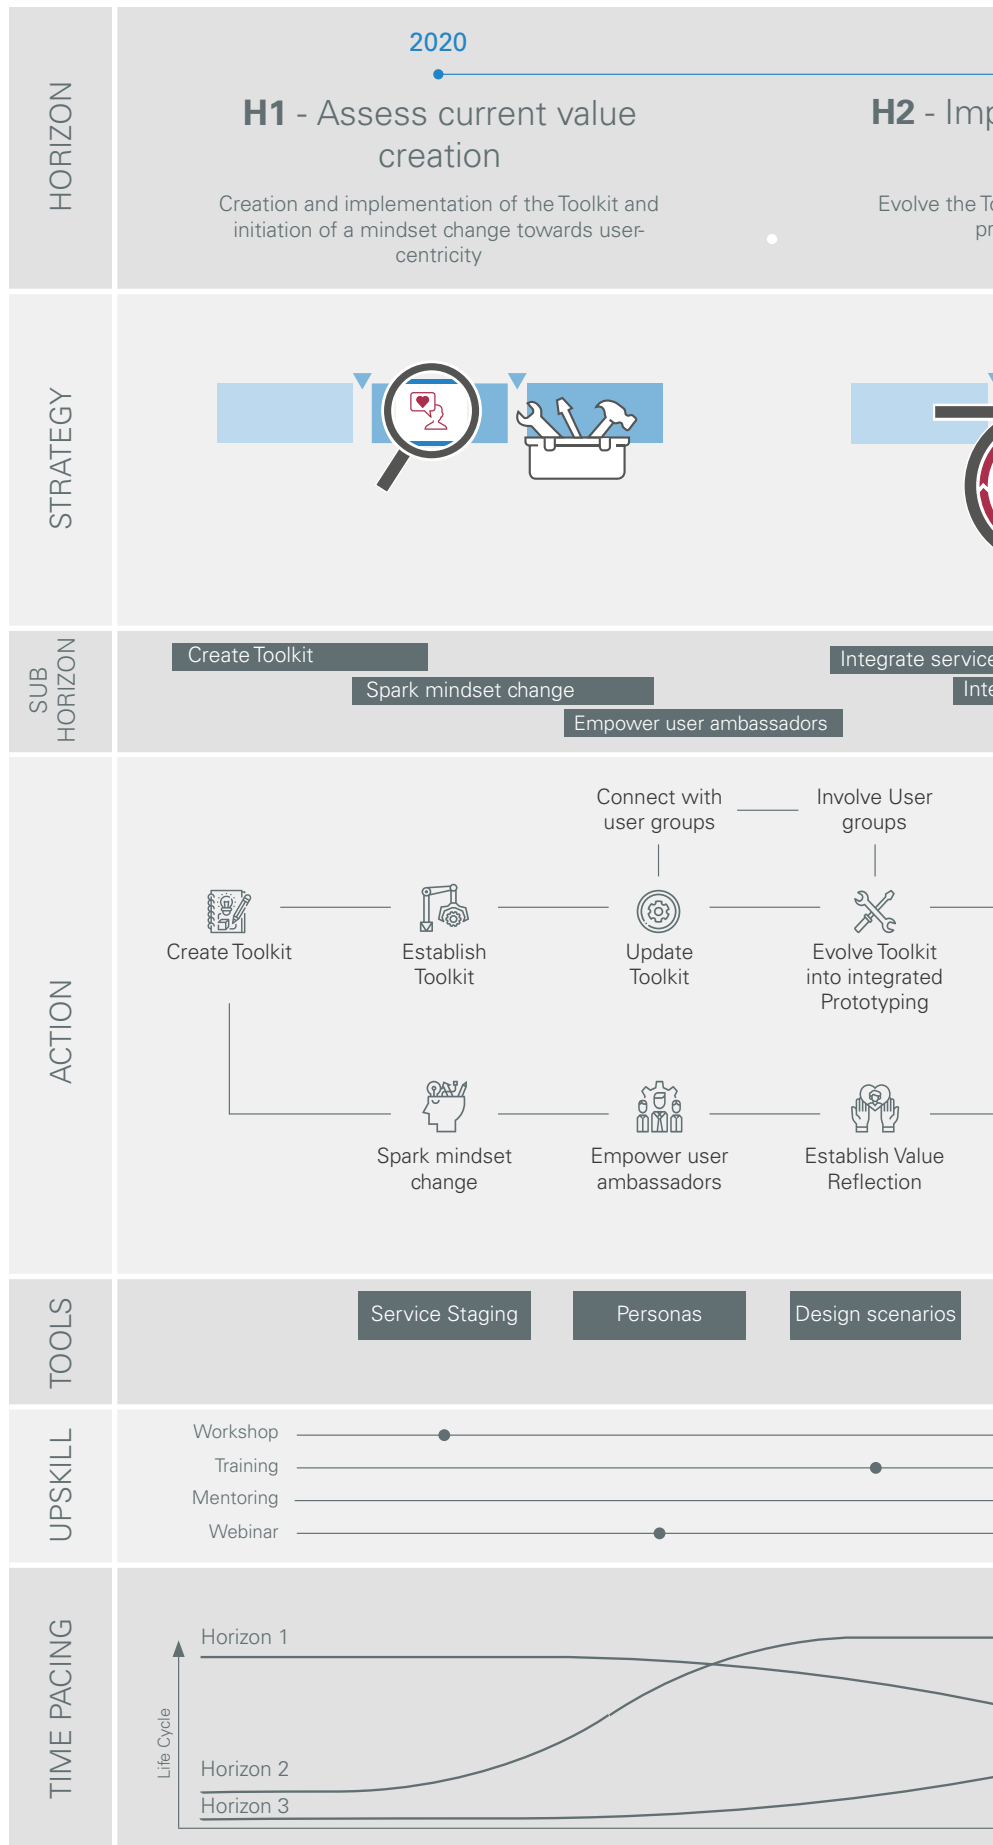 HORIZON
2020
H1 - Assess current value
creation
Creation and implementation of the Toolkit and
initiation of a mindset change towards user-
centricity
H2 - Imp
Evolve the To
pr
STRATEGY
SUB
HORIZON
Create Toolkit
Spark mindset change
Empower user ambassadors
Integrate service
Inte
ACTION
Connect with
user groups
Involve User
groups
Create Toolkit
Establish
Toolkit
Update
Toolkit
Evolve Toolkit
into integrated
Prototyping
Spark mindset
change
Empower user
ambassadors
Establish Value
Reflection
TOOLS
Service Staging
Personas
Design scenarios
UPSKILL
Workshop
Training
Mentoring
Webinar
TIME PACING
Life Cycle
Horizon 1
Horizon 2
Horizon 3